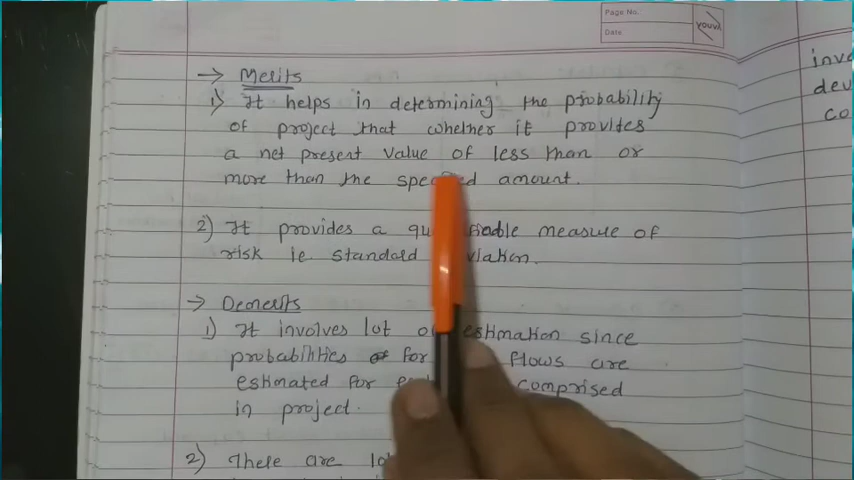 Page No.
Date
youva
→ Merits
1) It helps in determining the probability
of project that whether it provides
a net present value of less than or
more than the amount.
2) It provides a measure of
risk ie standard
→ Demerits
1) It involves lot estimation since
probabilities for flows are
estimated for comprised
in project.
2) There are
dev
co